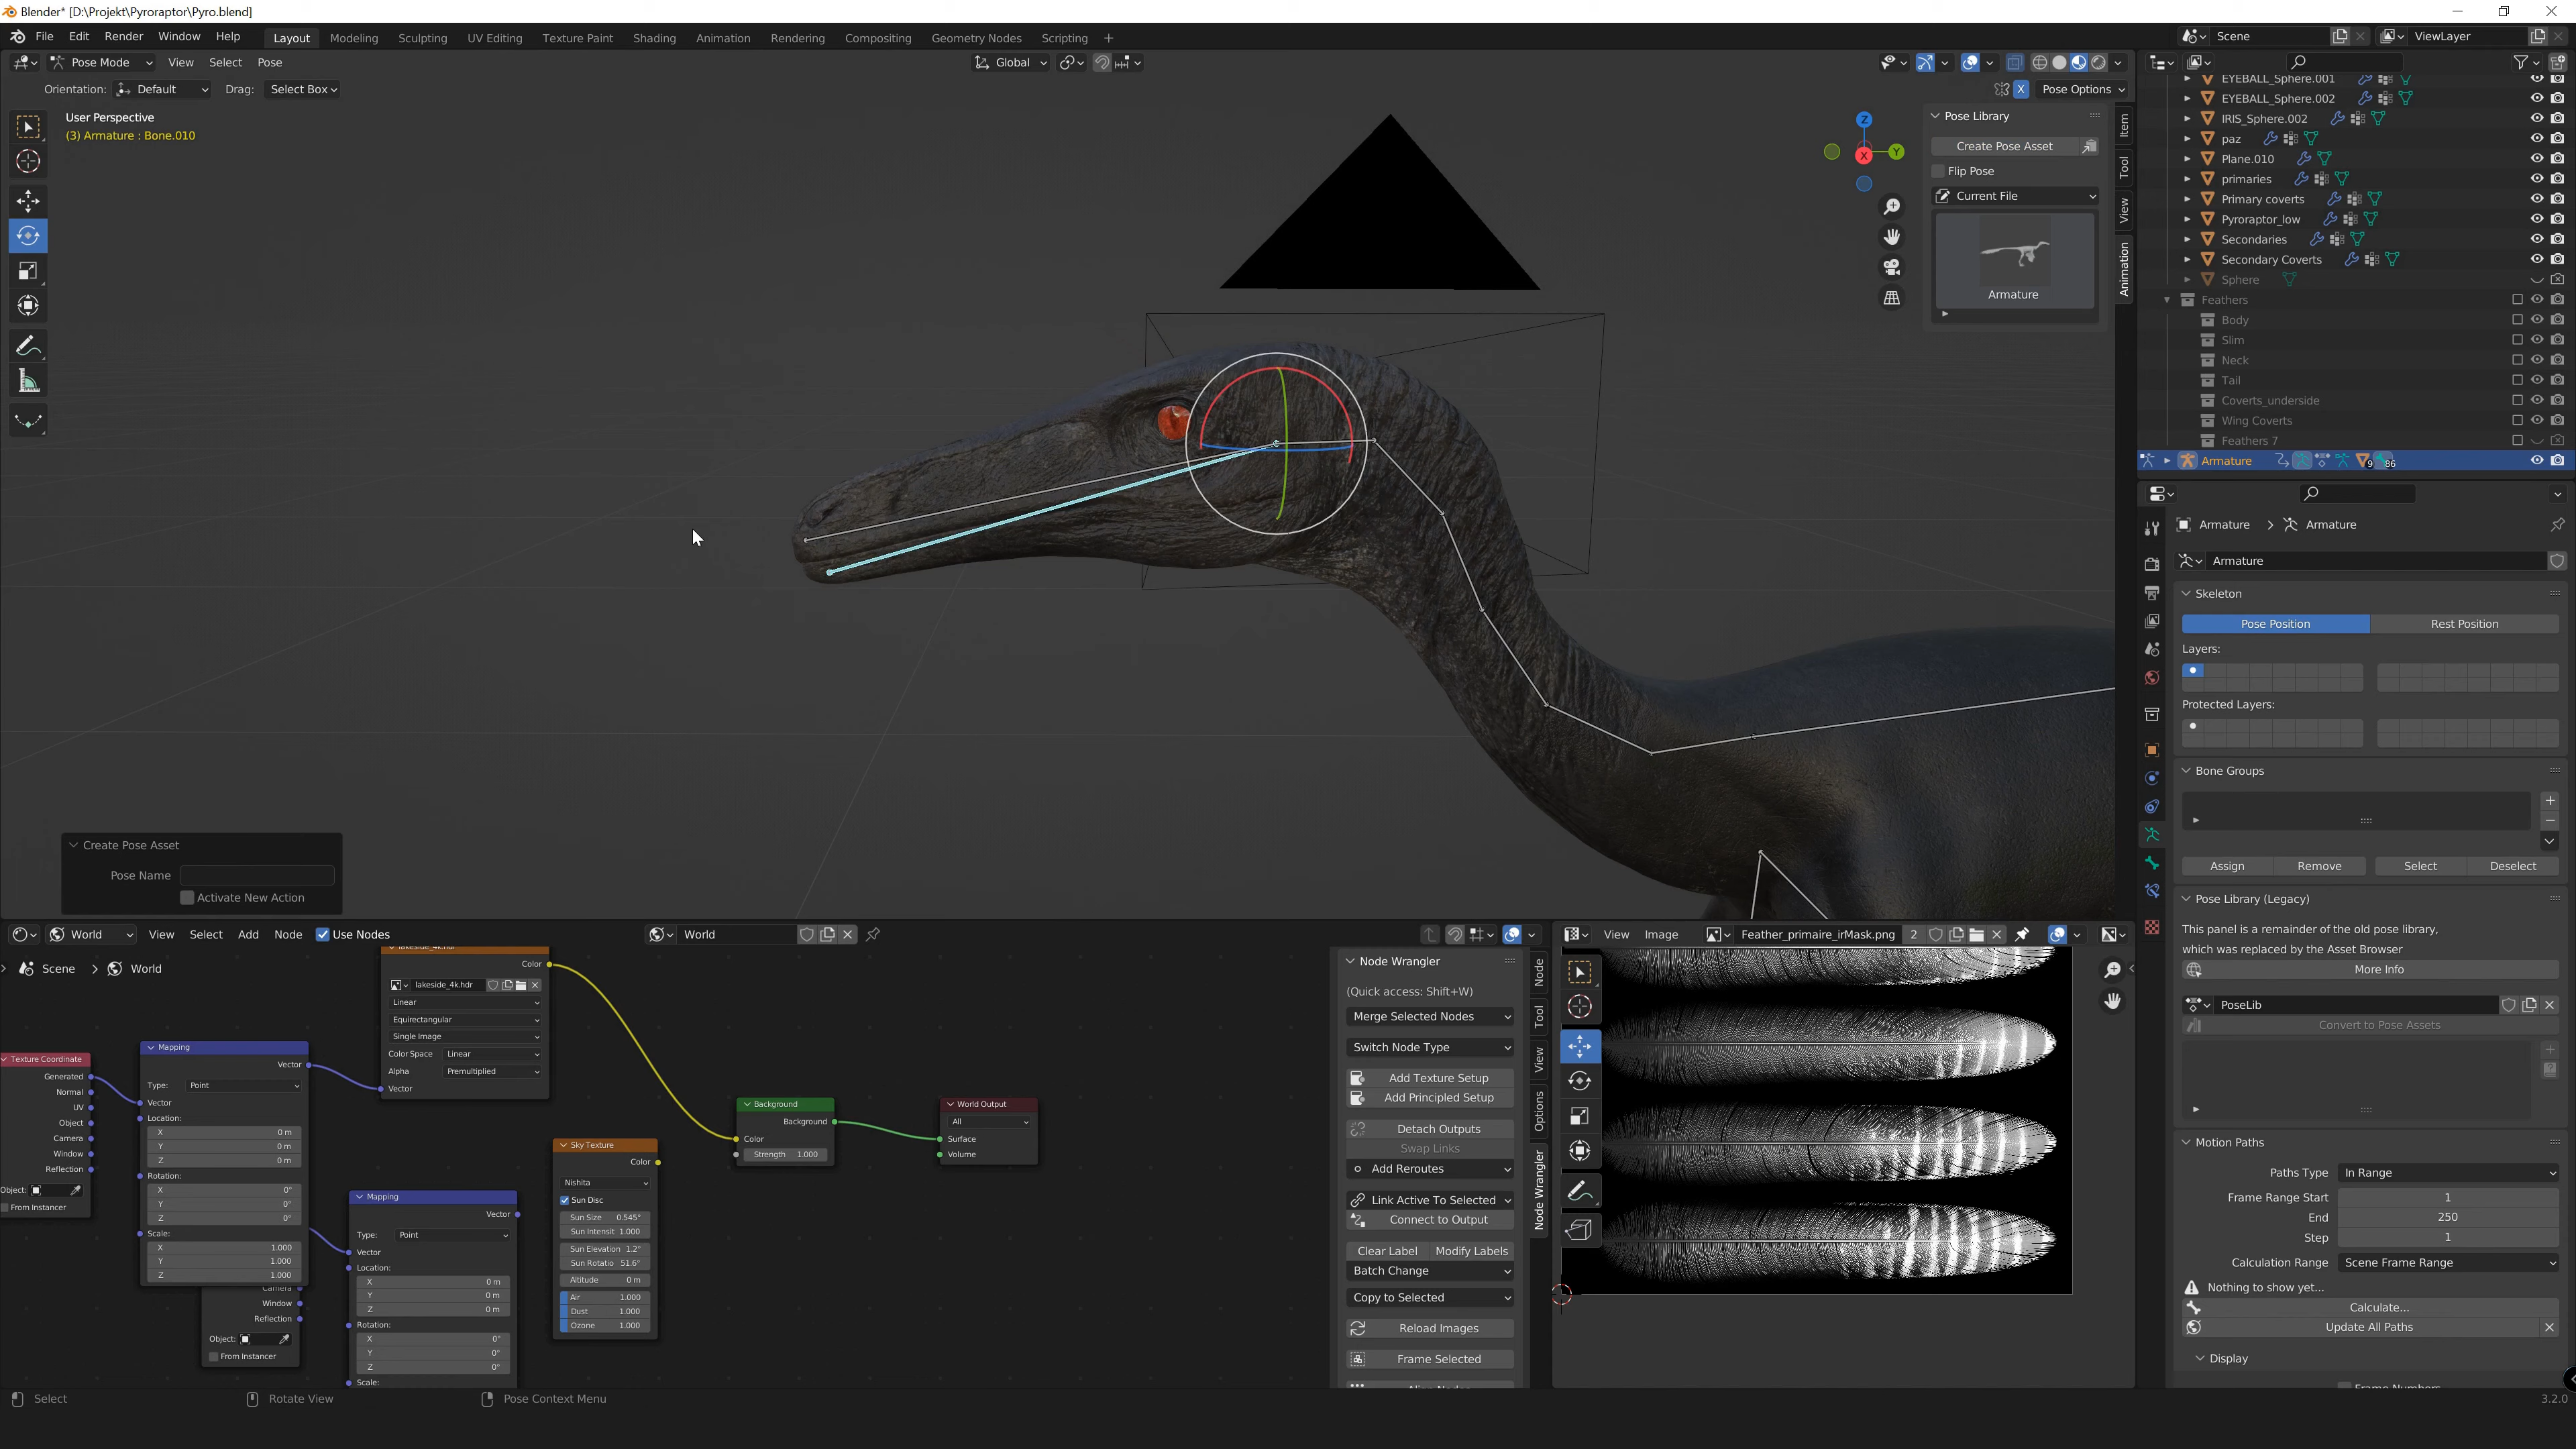 Blender* [D:\Projekt\Pyroraptor\Pyro.blend]
File Edit Render Window Help Layout Modeling Sculpting UV Editing Texture Paint Shading Animation Rendering Compositing Geometry Nodes Scripting +
Scene ViewLayer
Pose Mode View Select Pose Global
Orientation: Default Drag: Select Box X Pose Options
User Perspective
(3) Armature : Bone.010
Z
Y
X
Pose Library
Create Pose Asset
Flip Pose
Current File
Armature
Item
Tool
View
Animation
EYEBALL_Sphere.001
EYEBALL_Sphere.002
IRIS_Sphere.002
paz
Plane.010
primaries
Primary coverts
Pyroraptor_low
Secondaries
Secondary Coverts
Sphere
Feathers
Body
Slim
Neck
Tail
Coverts_underside
Wing Coverts
Feathers 7
Armature 9 86
Armature > Armature
Armature
Skeleton
Pose Position Rest Position
Layers:
Protected Layers:
Bone Groups
Assign Remove Select Deselect
Pose Library (Legacy)
This panel is a remainder of the old pose library,
which was replaced by the Asset Browser
More Info
PoseLib
Convert to Pose Assets
Motion Paths
Paths Type In Range
Frame Range Start 1
End 250
Step 1
Calculation Range Scene Frame Range
Nothing to show yet...
Calculate...
Update All Paths
Display
Create Pose Asset
Pose Name
Activate New Action
World View Select Add Node Use Nodes World
Scene > World
Texture Coordinate
Generated
Normal
UV
Object
Camera
Window
Reflection
Object:
From Instancer
Mapping
Vector
Type: Point
Vector
Location:
X 0 m
Y 0 m
Z 0 m
Rotation:
X 0°
Y 0°
Z 0°
Scale:
X 1.000
Y 1.000
Z 1.000
Window
Reflection
Object:
From Instancer
Color
lakeside_4k.hdr
Linear
Equirectangular
Single Image
Color Space Linear
Alpha Premultiplied
Vector
Mapping
Vector
Type: Point
Vector
Location:
X 0 m
Y 0 m
Z 0 m
Rotation:
X 0°
Y 0°
Z 0°
Scale:
Sky Texture
Color
Nishita
Sun Disc
Sun Size 0.545°
Sun Intensit 1.000
Sun Elevation 1.2°
Sun Rotatio 51.6°
Altitude 0 m
Air 1.000
Dust 1.000
Ozone 1.000
Background
Background
Color
Strength 1.000
World Output
All
Surface
Volume
Node Wrangler
(Quick access: Shift+W)
Merge Selected Nodes
Switch Node Type
Add Texture Setup
Add Principled Setup
Detach Outputs
Swap Links
Add Reroutes
Link Active To Selected
Connect to Output
Clear Label Modify Labels
Batch Change
Copy to Selected
Reload Images
Frame Selected
Node
Tool
View
Options
Node Wrangler
View Image Feather_primaire_irMask.png 2
Select Rotate View Pose Context Menu 3.2.0